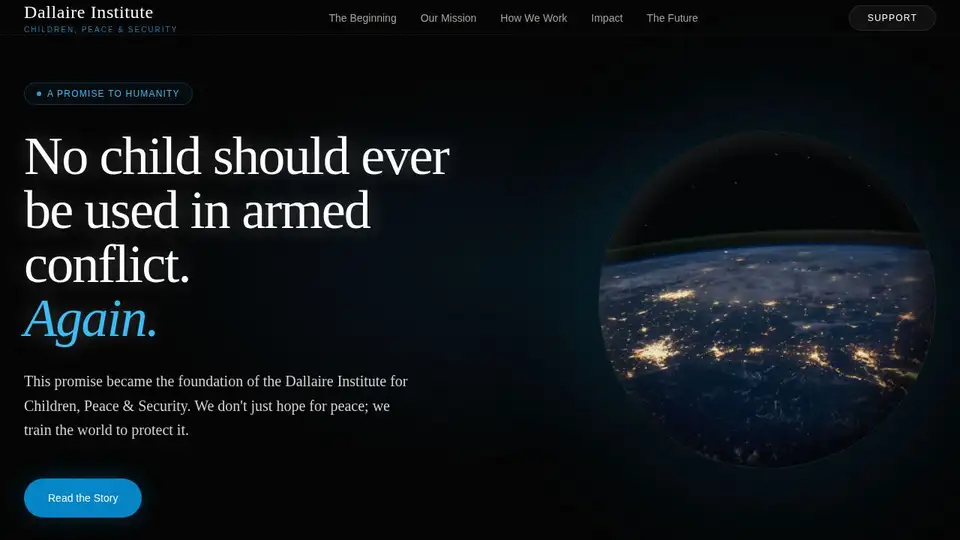 Dallaire Institute
CHILDREN, PEACE & SECURITY
The Beginning
Our Mission
How We Work
Impact
The Future
SUPPORT
A PROMISE TO HUMANITY
No child should ever
be used in armed
conflict.
Again.
This promise became the foundation of the Dallaire Institute for
Children, Peace & Security. We don't just hope for peace; we
train the world to protect it.
Read the Story